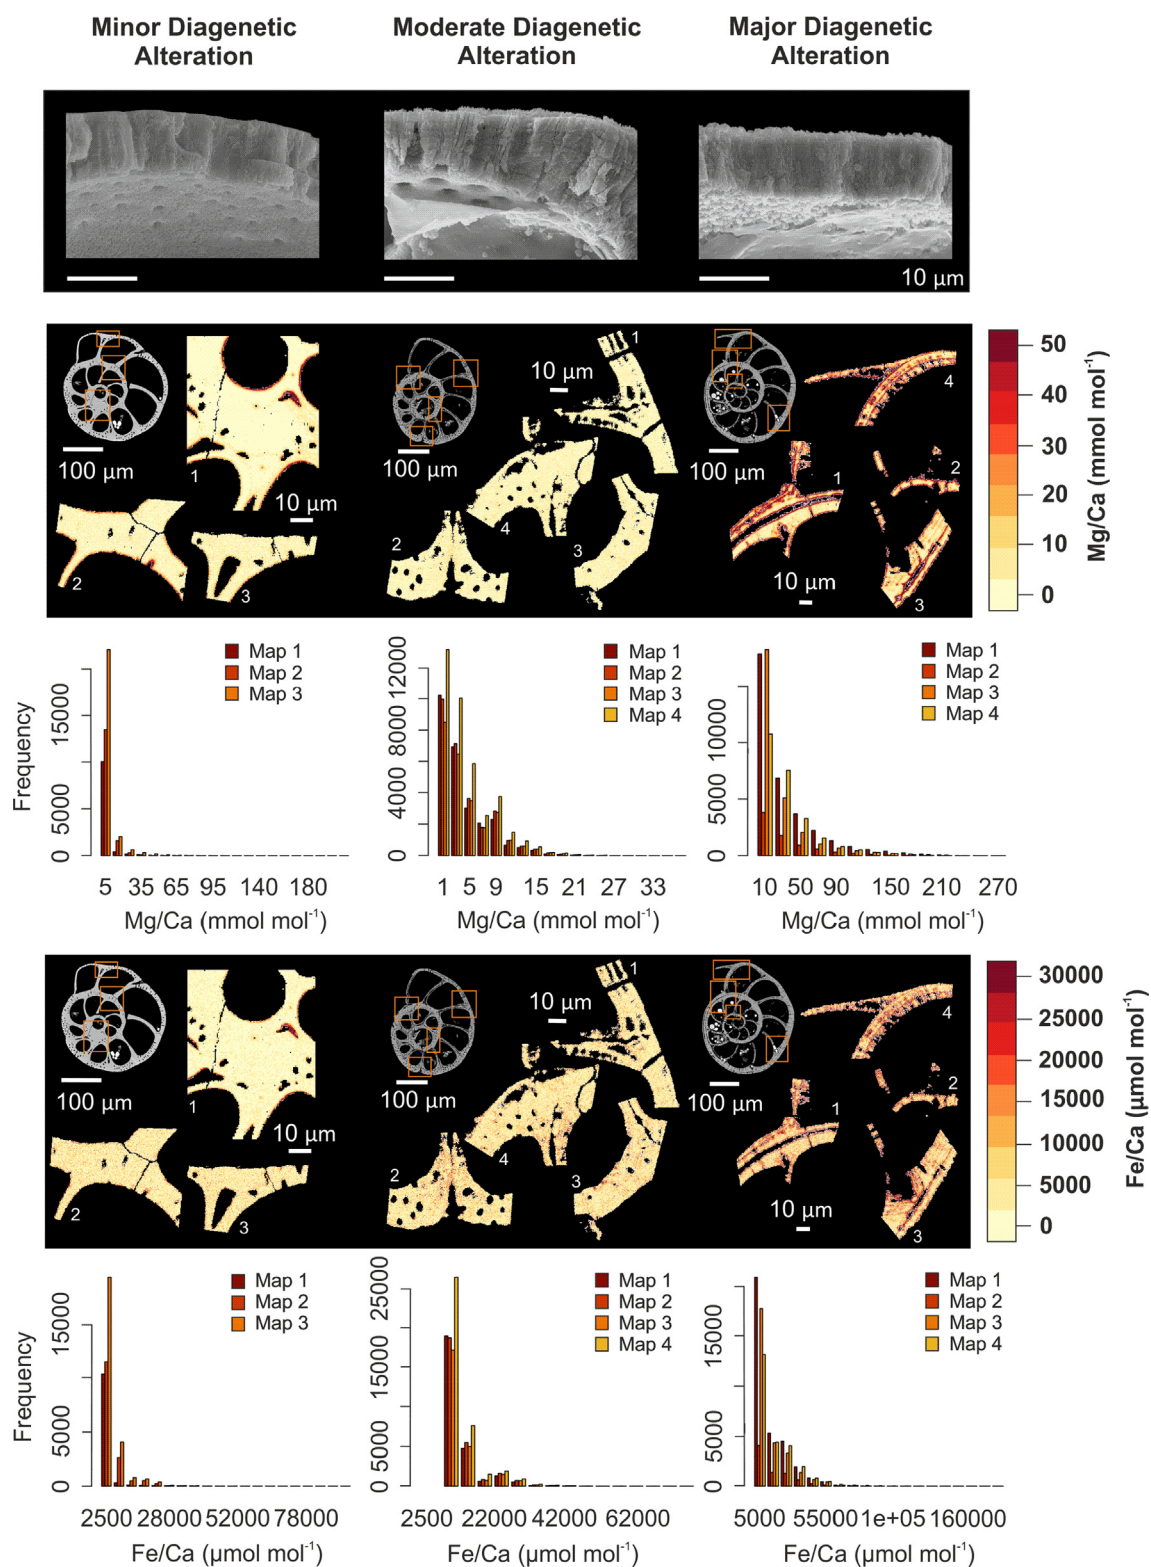 Minor Diagenetic
Alteration
Moderate Diagenetic
Alteration
Major Diagenetic
Alteration
10 µm
100 µm
1
10 µm
2
3
10 µm
1
100 µm
4
2
3
100 µm
4
1
2
10 µm
3
50
40
30
20
10
0
Mg/Ca (mmol mol⁻¹)
Frequency
15000
5000
0
Map 1
Map 2
Map 3
5 35 65 95 140 180
Mg/Ca (mmol mol⁻¹)
12000
8000
4000
0
Map 1
Map 2
Map 3
Map 4
1 5 9 15 21 27 33
Mg/Ca (mmol mol⁻¹)
10000
5000
0
Map 1
Map 2
Map 3
Map 4
10 50 90 150 210 270
Mg/Ca (mmol mol⁻¹)
100 µm
1
10 µm
2
3
10 µm
1
100 µm
4
2
3
100 µm
4
1
2
10 µm
3
30000
25000
20000
15000
10000
5000
0
Fe/Ca (µmol mol⁻¹)
Frequency
15000
5000
0
Map 1
Map 2
Map 3
2500 28000 52000 78000
Fe/Ca (µmol mol⁻¹)
25000
15000
5000
0
Map 1
Map 2
Map 3
Map 4
2500 22000 42000 62000
Fe/Ca (µmol mol⁻¹)
15000
5000
0
Map 1
Map 2
Map 3
Map 4
5000 55000 1e+05 160000
Fe/Ca (µmol mol⁻¹)